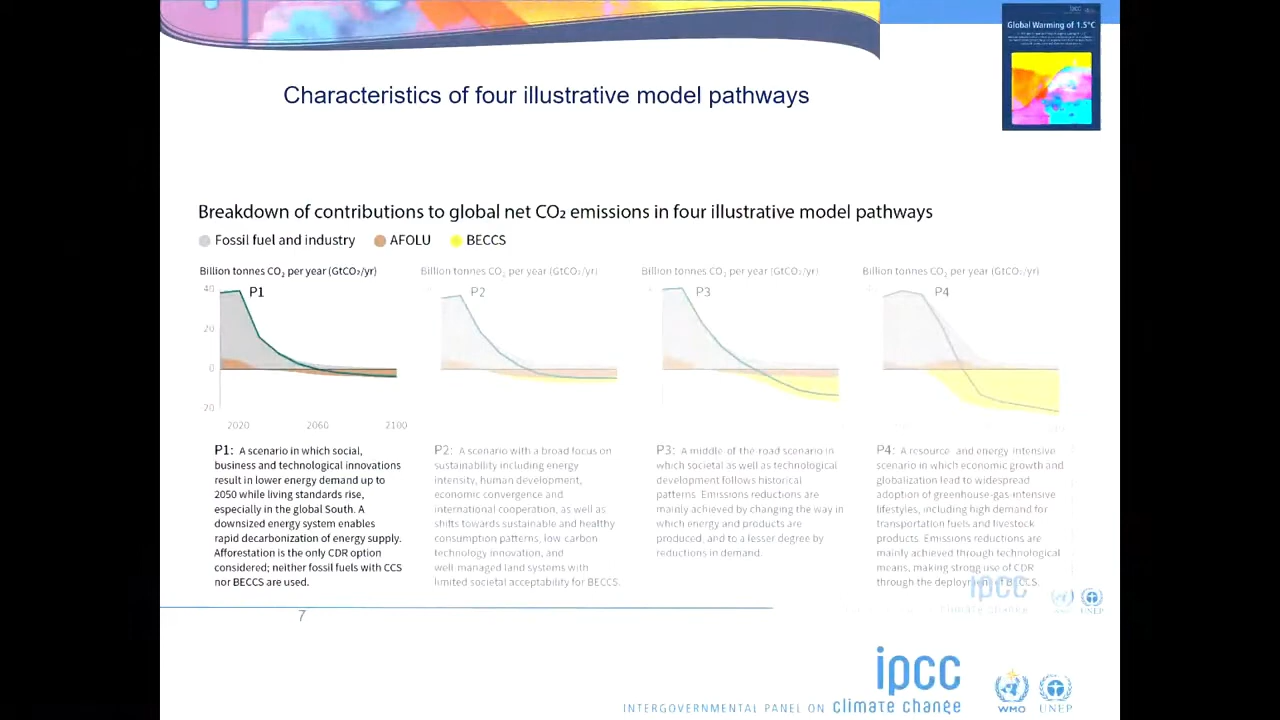 ipcc
Global Warming of 1.5°C
Characteristics of four illustrative model pathways
Breakdown of contributions to global net CO₂ emissions in four illustrative model pathways
Fossil fuel and industry AFOLU BECCS
Billion tonnes CO₂ per year (GtCO₂/yr) Billion tonnes CO₂ per year (GtCO₂/yr) Billion tonnes CO₂ per year (GtCO₂/yr) Billion tonnes CO₂ per year (GtCO₂/yr)
40 P1 P2 P3 P4
20
0
20
2020 2060 2100
P1: A scenario in which social,
business and technological innovations
result in lower energy demand up to
2050 while living standards rise,
especially in the global South. A
downsized energy system enables
rapid decarbonization of energy supply.
Afforestation is the only CDR option
considered; neither fossil fuels with CCS
nor BECCS are used.
P2: A scenario with a broad focus on
sustainability including energy
intensity, human development,
economic convergence and
international cooperation, as well as
shifts towards sustainable and healthy
consumption patterns, low carbon
technology innovation, and
well managed land systems with
limited societal acceptability for BECCS.
P3: A middle of the road scenario in
which societal as well as technological
development follows historical
patterns. Emissions reductions are
mainly achieved by changing the way in
which energy and products are
produced, and to a lesser degree by
reductions in demand.
P4: A resource and energy intensive
scenario in which economic growth and
globalization lead to widespread
adoption of greenhouse gas intensive
lifestyles, including high demand for
transportation fuels and livestock
products. Emissions reductions are
mainly achieved through technological
means, making strong use of CDR
through the deployment of BECCS.
ipcc
climate change
WMO UNEP
7
ipcc
INTERGOVERNMENTAL PANEL ON climate change
WMO UNEP